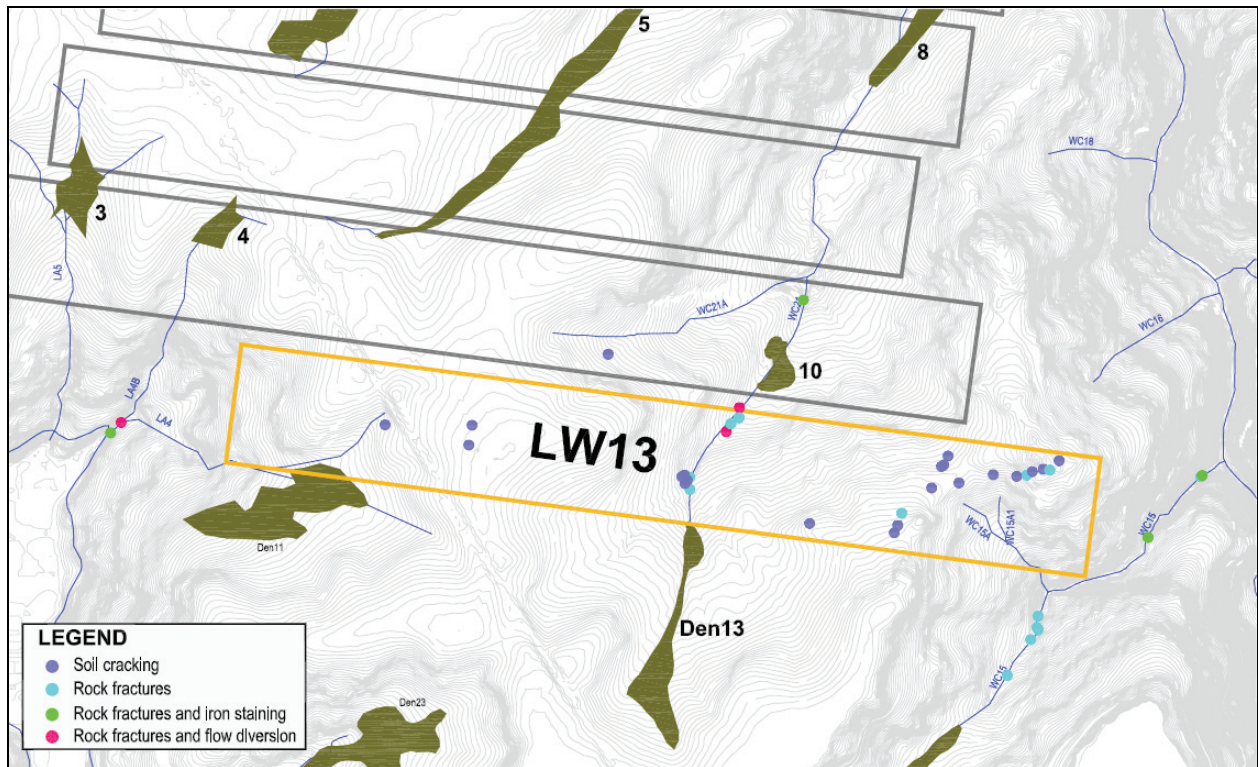 5
8
WC18
3
4
LA5
WC21A
WC21
WC16
10
LA4B
LA4
LW13
WC15
WC15A
WC15A1
Den11
Den13
WC15
Den23
LEGEND
Soil cracking
Rock fractures
Rock fractures and iron staining
Rock fractures and flow diversion